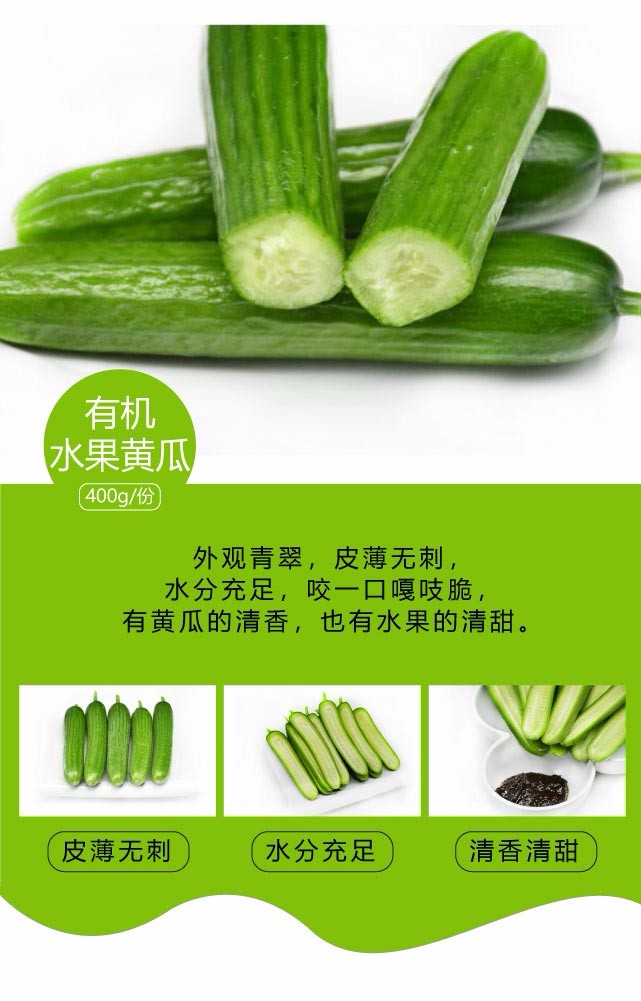 有机
水果黄瓜
400g/份
外观青翠，皮薄无刺，
水分充足，咬一口嘎吱脆，
有黄瓜的清香，也有水果的清甜。
皮薄无刺
水分充足
清香清甜